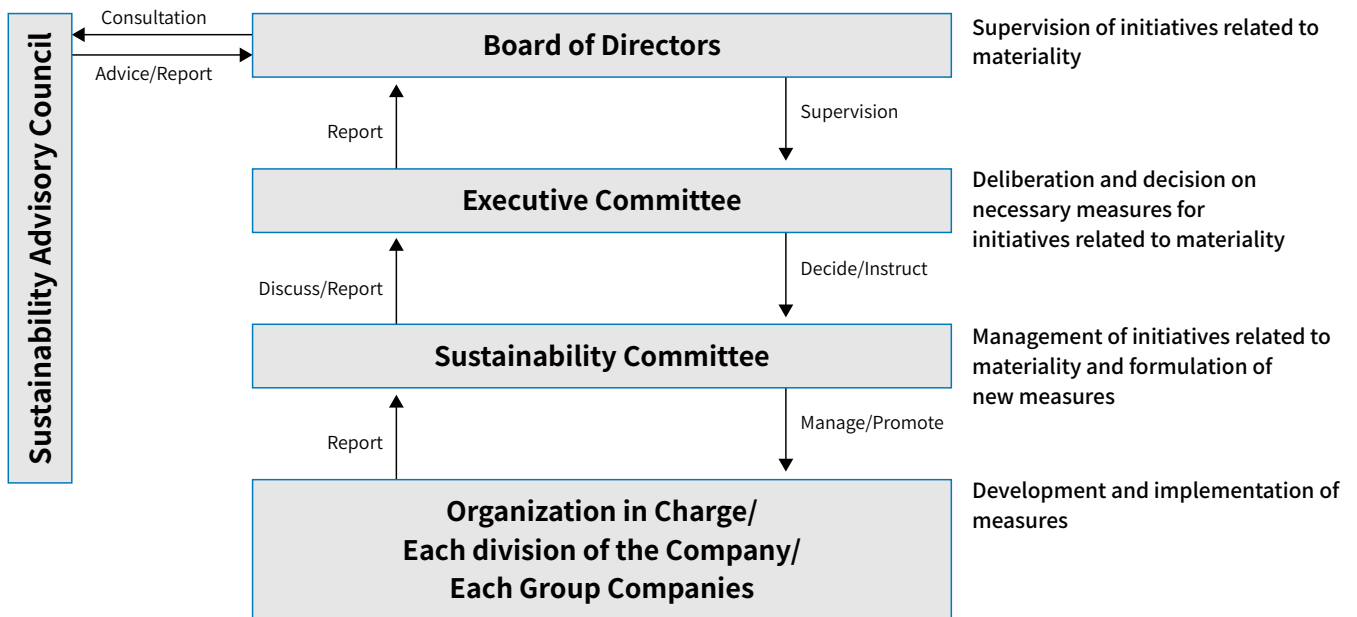 Sustainability Advisory Council
Consultation
Advice/Report
Board of Directors
Supervision of initiatives related to
materiality
Report
Supervision
Executive Committee
Deliberation and decision on
necessary measures for
initiatives related to materiality
Discuss/Report
Decide/Instruct
Sustainability Committee
Management of initiatives related to
materiality and formulation of
new measures
Report
Manage/Promote
Organization in Charge/
Each division of the Company/
Each Group Companies
Development and implementation of
measures